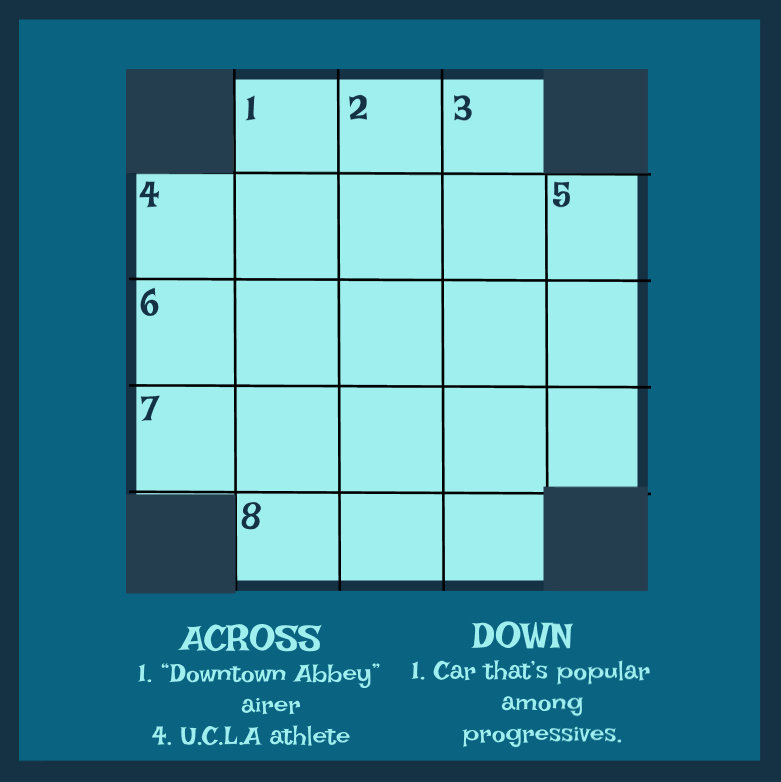 1 2 3
4 5
6
7
8
ACROSS
1. “Downtown Abbey”
airer
4. U.C.L.A athlete
DOWN
1. Car that's popular
among
progressives.